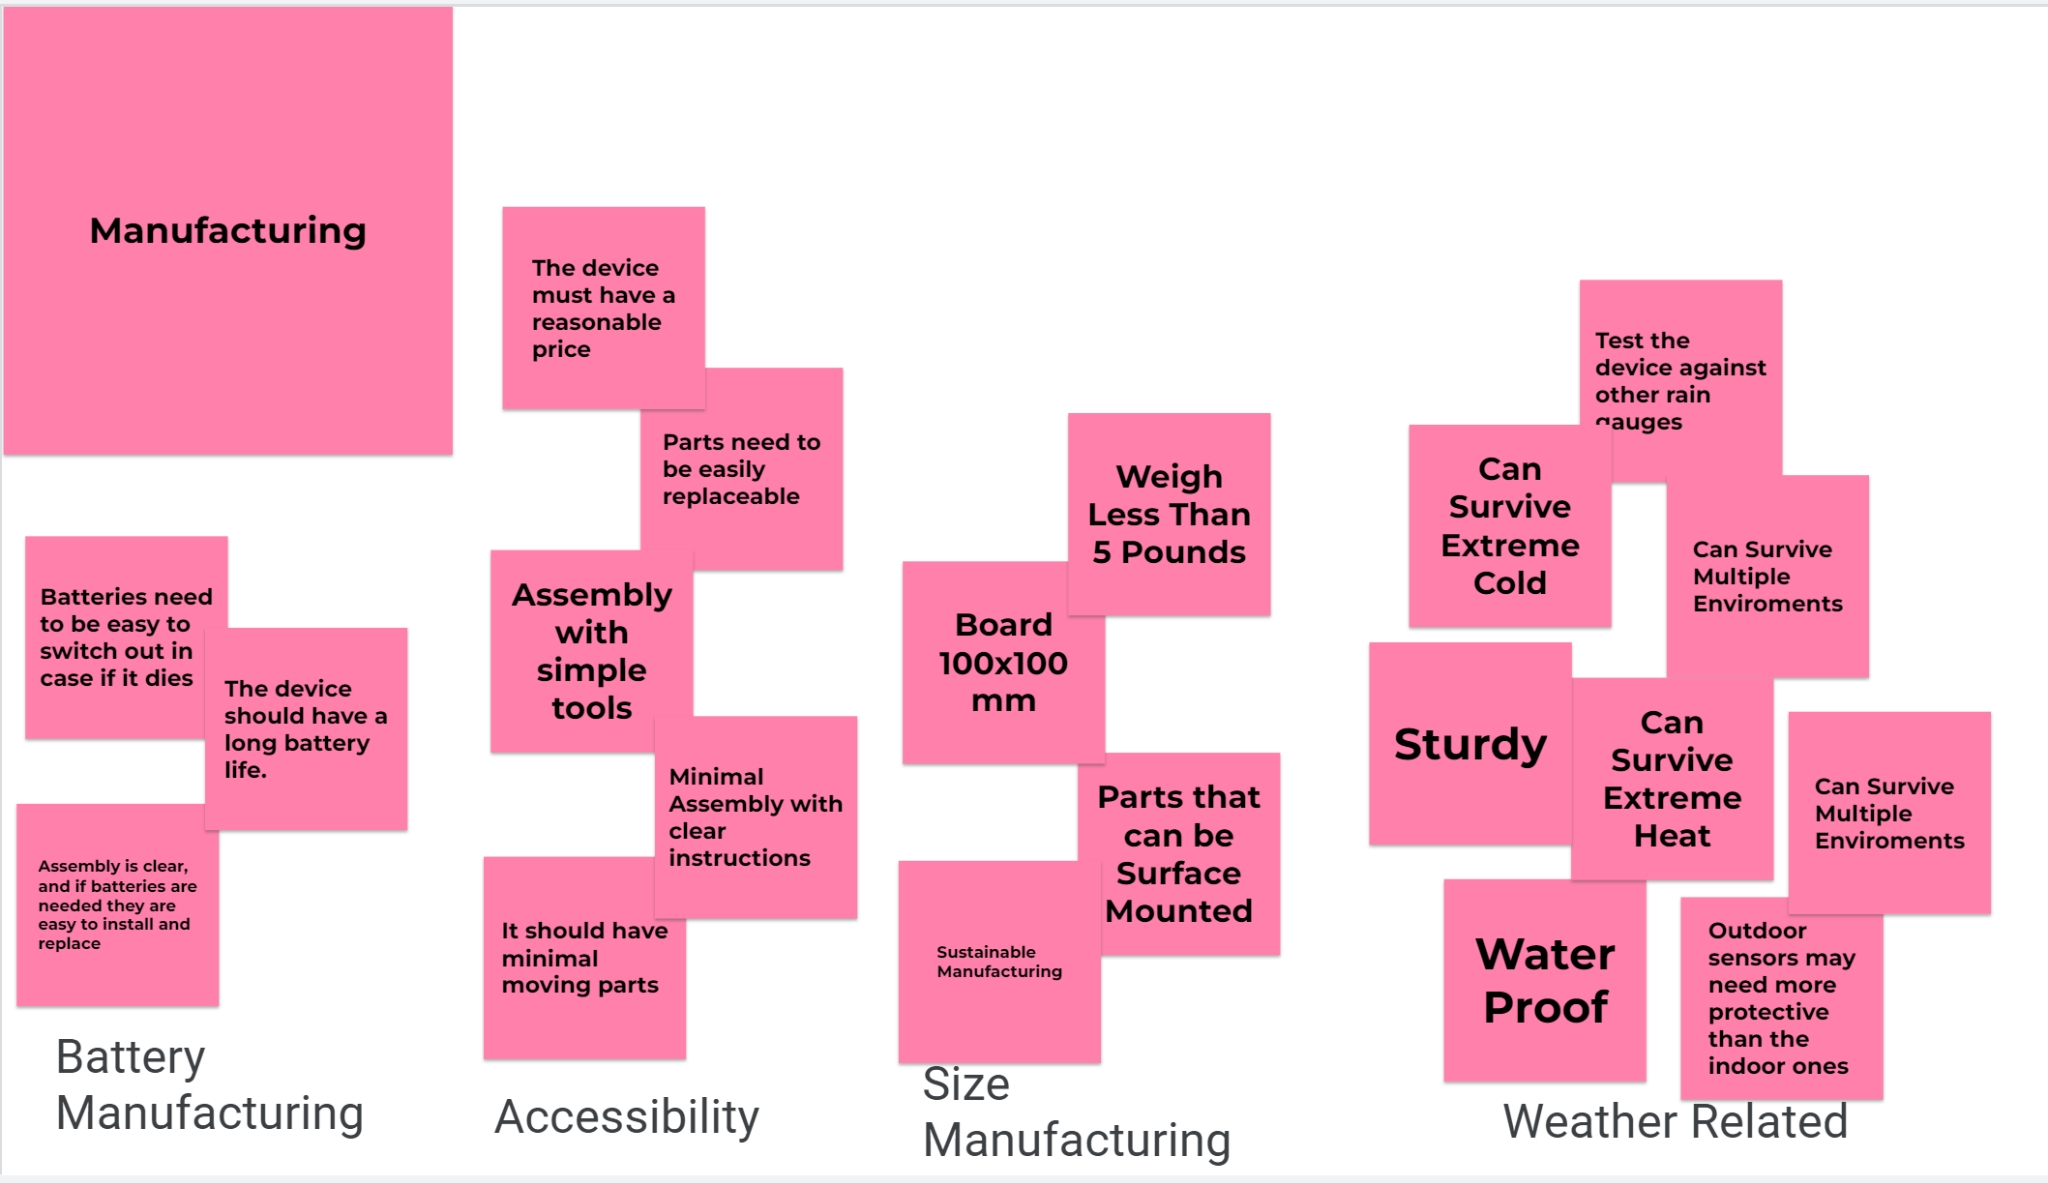 Manufacturing
Batteries need
to be easy to
switch out in
case if it dies
The device
should have a
long battery
life.
Assembly is clear,
and if batteries are
needed they are
easy to install and
replace
Battery
Manufacturing
The device
must have a
reasonable
price
Parts need to
be easily
replaceable
Assembly
with
simple
tools
Minimal
Assembly with
clear
instructions
It should have
minimal
moving parts
Accessibility
Weigh
Less Than
5 Pounds
Board
100x100
mm
Parts that
can be
Surface
Mounted
Sustainable
Manufacturing
Size
Manufacturing
Test the
device against
other rain
gauges
Can
Survive
Extreme
Cold
Can Survive
Multiple
Enviroments
Sturdy
Can
Survive
Extreme
Heat
Can Survive
Multiple
Enviroments
Water
Proof
Outdoor
sensors may
need more
protective
than the
indoor ones
Weather Related